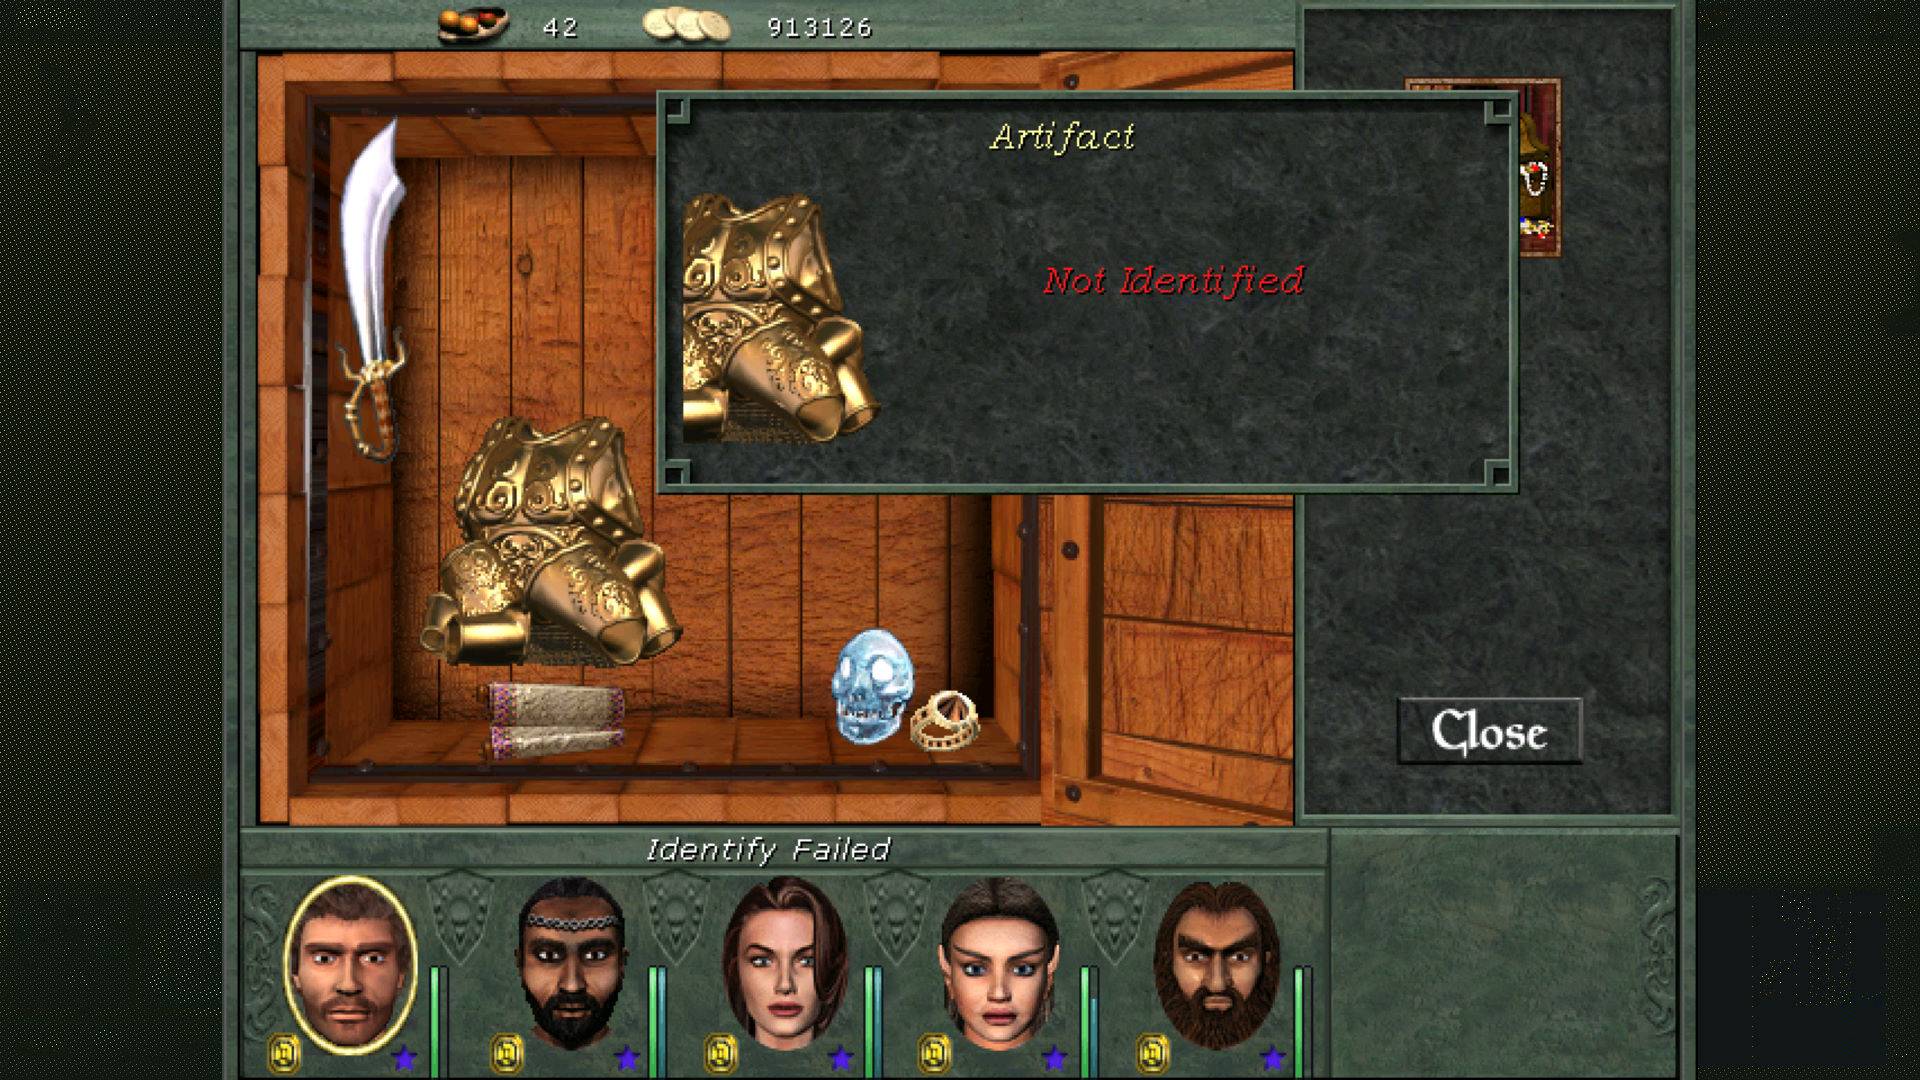 42
913126
Artifact
Not Identified
Close
Identify Failed